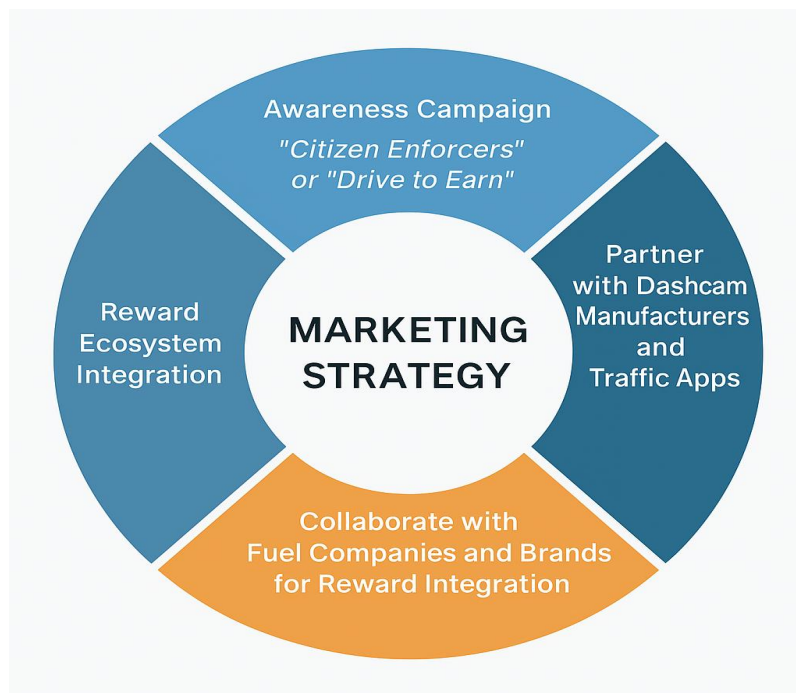 Awareness Campaign
"Citizen Enforcers"
or "Drive to Earn"
Partner
with Dashcam
Manufacturers
and
Traffic Apps
MARKETING
STRATEGY
Reward
Ecosystem
Integration
Collaborate with
Fuel Companies and Brands
for Reward Integration